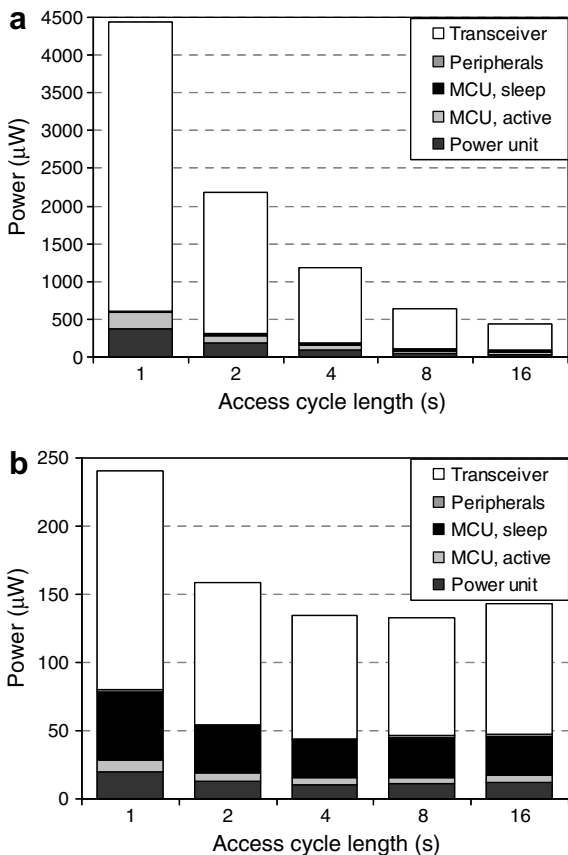 a
Power (µW)
4500
4000
3500
3000
2500
2000
1500
1000
500
0
Transceiver
Peripherals
MCU, sleep
MCU, active
Power unit
1 2 4 8 16
Access cycle length (s)
b
Power (µW)
250
200
150
100
50
0
Transceiver
Peripherals
MCU, sleep
MCU, active
Power unit
1 2 4 8 16
Access cycle length (s)